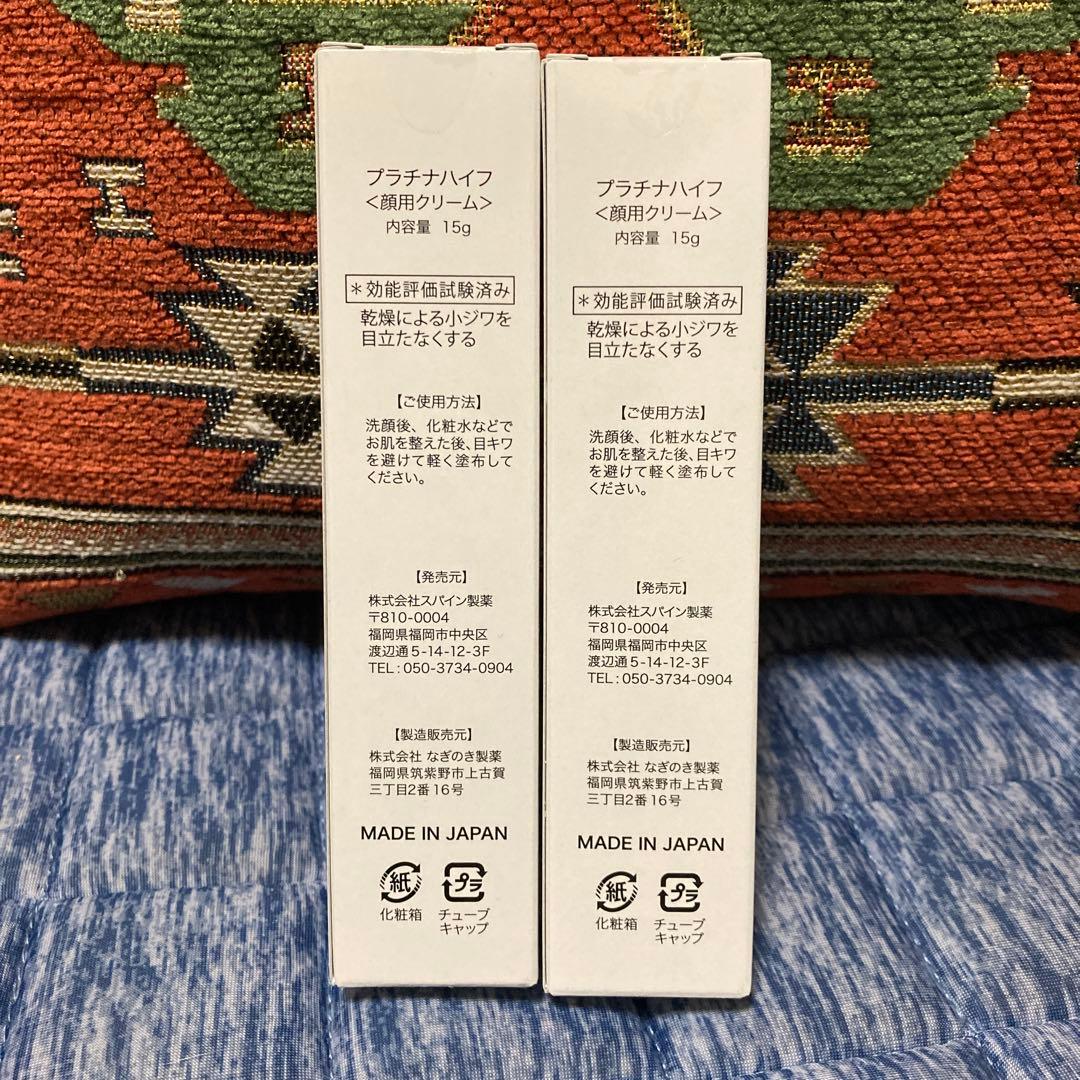 プラチナハイフ
<顔用クリーム>
内容量 15g
＊効能評価試験済み
乾燥による小ジワを
目立たなくする
【ご使用方法】
洗顔後、化粧水などで
お肌を整えた後、目キワ
を避けて軽く塗布して
ください。
【発売元】
株式会社スパイン製薬
〒810-0004
福岡県福岡市中央区
渡辺通5-14-12-3F
TEL:050-3734-0904
【製造販売元】
株式会社 なぎのき製薬
福岡県筑紫野市上古賀
三丁目2番16号
MADE IN JAPAN
紙 プラ
化粧箱 チューブ
キャップ
プラチナハイフ
<顔用クリーム>
内容量 15g
＊効能評価試験済み
乾燥による小ジワを
目立たなくする
【ご使用方法】
洗顔後、化粧水などで
お肌を整えた後、目キワ
を避けて軽く塗布して
ください。
【発売元】
株式会社スパイン製薬
〒810-0004
福岡県福岡市中央区
渡辺通5-14-12-3F
TEL:050-3734-0904
【製造販売元】
株式会社 なぎのき製薬
福岡県筑紫野市上古賀
三丁目2番16号
MADE IN JAPAN
紙 プラ
化粧箱 チューブ
キャップ